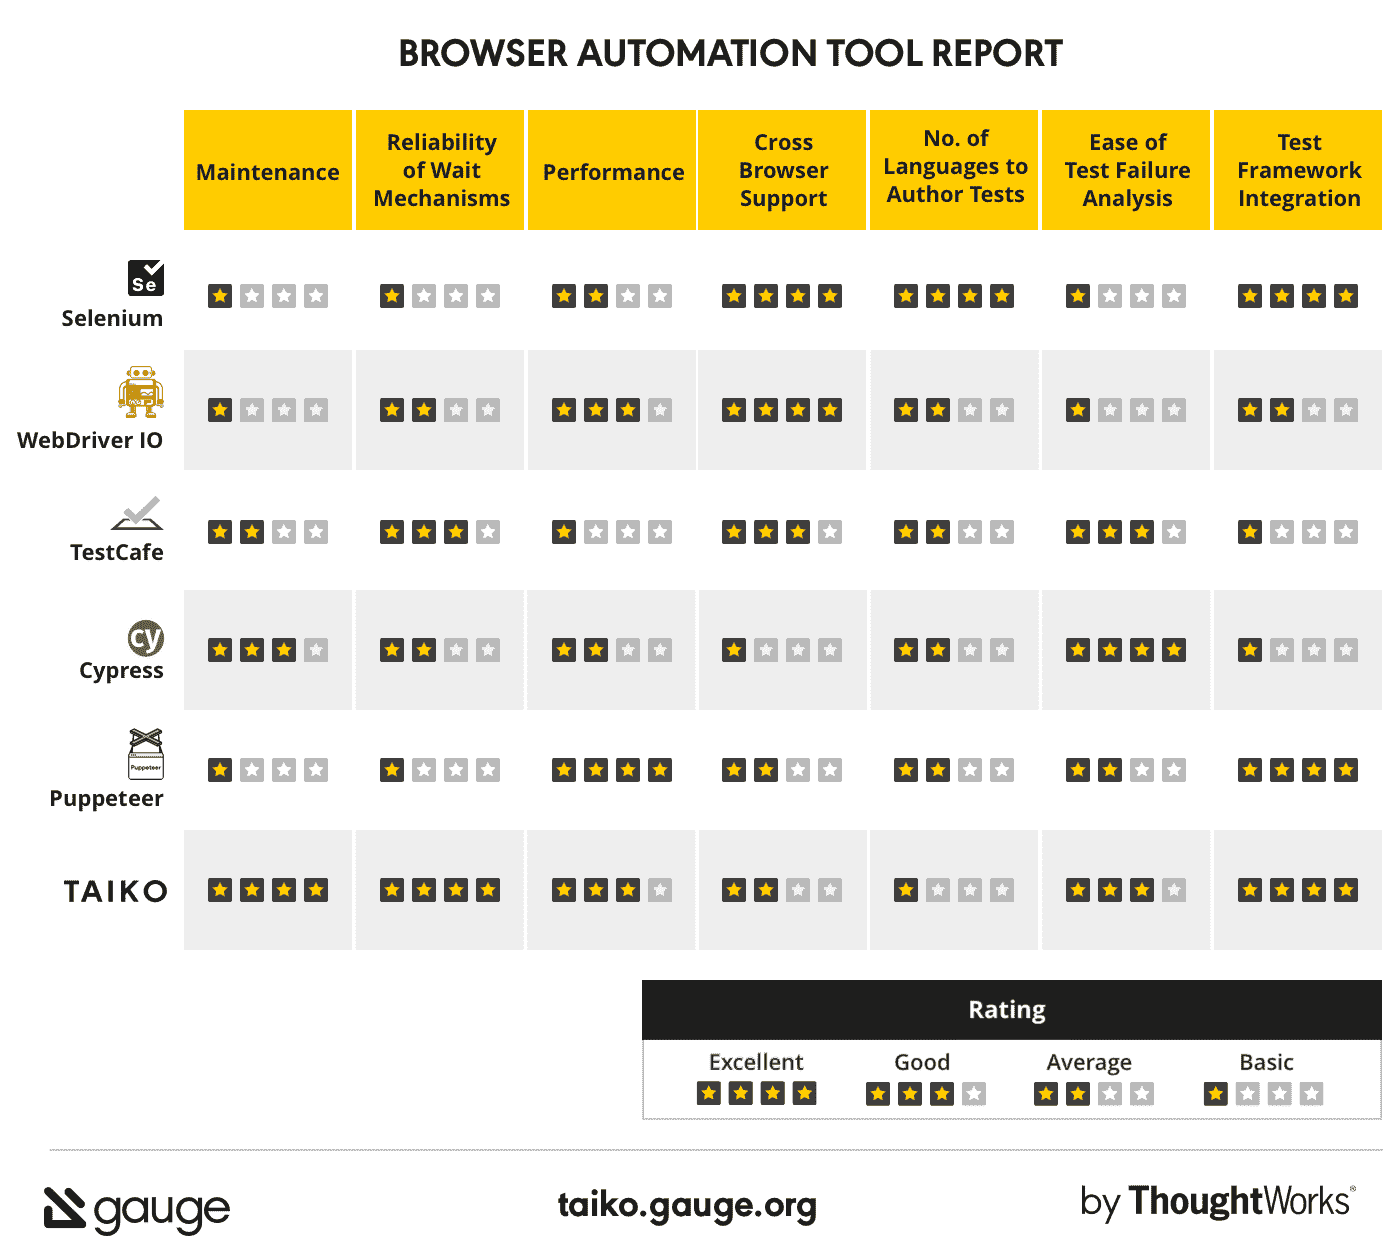 BROWSER AUTOMATION TOOL REPORT
Maintenance
Reliability
of Wait
Mechanisms
Performance
Cross
Browser
Support
No. of
Languages to
Author Tests
Ease of
Test Failure
Analysis
Test
Framework
Integration
Se
Selenium
WebDriver IO
TestCafe
cy
Cypress
Puppeteer
Puppeteer
TAIKO
Rating
Excellent
Good
Average
Basic
gauge
taiko.gauge.org
by ThoughtWorks®